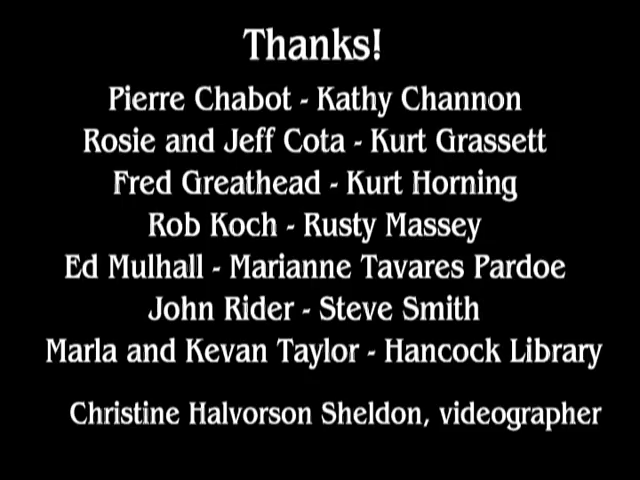 Thanks!
Pierre Chabot - Kathy Channon
Rosie and Jeff Cota - Kurt Grassett
Fred Greathead - Kurt Horning
Rob Koch - Rusty Massey
Ed Mulhall - Marianne Tavares Pardoe
John Rider - Steve Smith
Marla and Kevan Taylor - Hancock Library
Christine Halvorson Sheldon, videographer